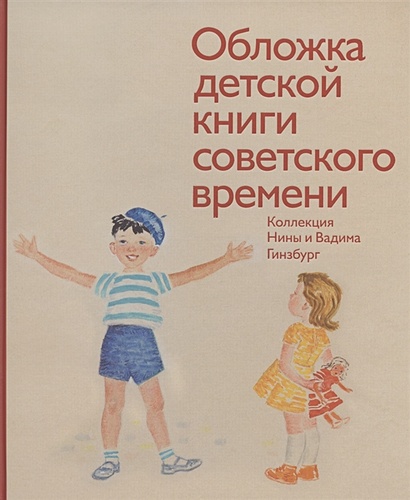 Обложка
детской
книги
советского
времени
Коллекция
Нины и Вадима
Гинзбург